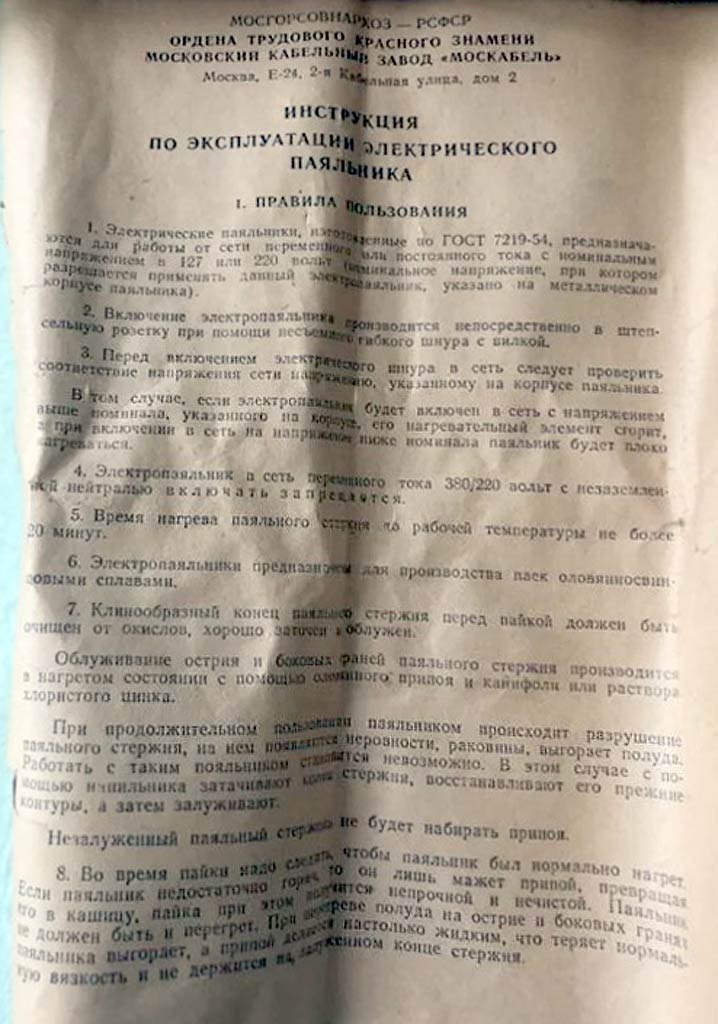 МОСГОРСОВНАРХОЗ — РСФСР
ОРДЕНА ТРУДОВОГО КРАСНОГО ЗНАМЕНИ
МОСКОВСКИЙ КАБЕЛЬНЫЙ ЗАВОД «МОСКАБЕЛЬ»
Москва, Е-24, 2-я Кабельная улица, дом 2
ИНСТРУКЦИЯ
ПО ЭКСПЛУАТАЦИИ ЭЛЕКТРИЧЕСКОГО
ПАЯЛЬНИКА
I. ПРАВИЛА ПОЛЬЗОВАНИЯ
1. Электрические паяльники, изготовленные по ГОСТ 7219-54, предназнача-
ются для работы от сети переменного или постоянного тока с номинальным
напряжением в 127 или 220 вольт (номинальное напряжение, при котором
разрешается применять данный электропаяльник, указано на металлическом
корпусе паяльника).
2. Включение электропаяльника производится непосредственно в штеп-
сельную розетку при помощи несъемного гибкого шнура с вилкой.
3. Перед включением электрического шнура в сеть следует проверить
соответствие напряжения сети напряжению, указанному на корпусе паяльника.
В том случае, если электропаяльник будет включен в сеть с напряжением
выше номинала, указанного на корпусе, его нагревательный элемент сгорит,
а при включении в сеть на напряжение ниже номинала паяльник будет плохо
нагреваться.
4. Электропаяльник в сеть переменного тока 380/220 вольт с незаземлен-
ной нейтралью включать запрещается.
5. Время нагрева паяльного стержня до рабочей температуры не более
20 минут.
6. Электропаяльники предназначен для производства паек оловянносвин-
цовыми сплавами.
7. Клинообразный конец паяльного стержня перед пайкой должен быть
очищен от окислов, хорошо заточен и облужен.
Облуживание острия и боковых граней паяльного стержня производится
в нагретом состоянии с помощью оловянного припоя и канифоли или раствора
хлористого цинка.
При продолжительном пользовании паяльником происходит разрушение
паяльного стержня, на нем появляются неровности, раковины, выгорает полуда.
Работать с таким пояльником становится невозможно. В этом случае с по-
мощью напильника затачивают конец стержня, восстанавливают его прежние
контуры, а затем залуживают.
Незалуженный паяльный стержень не будет набирать припоя.
8. Во время пайки надо следить, чтобы паяльник был нормально нагрет.
Если паяльник недостаточно горяч, то он лишь мажет припой, превращая
его в кашицу, пайка при этом получится непрочной и нечистой. Паяльник
не должен быть и перегрет. При перегреве полуда на острие и боковых гранях
паяльника выгорает, а припой делается настолько жидким, что теряет нормаль-
ную вязкость и не держится на залуженном конце стержня.